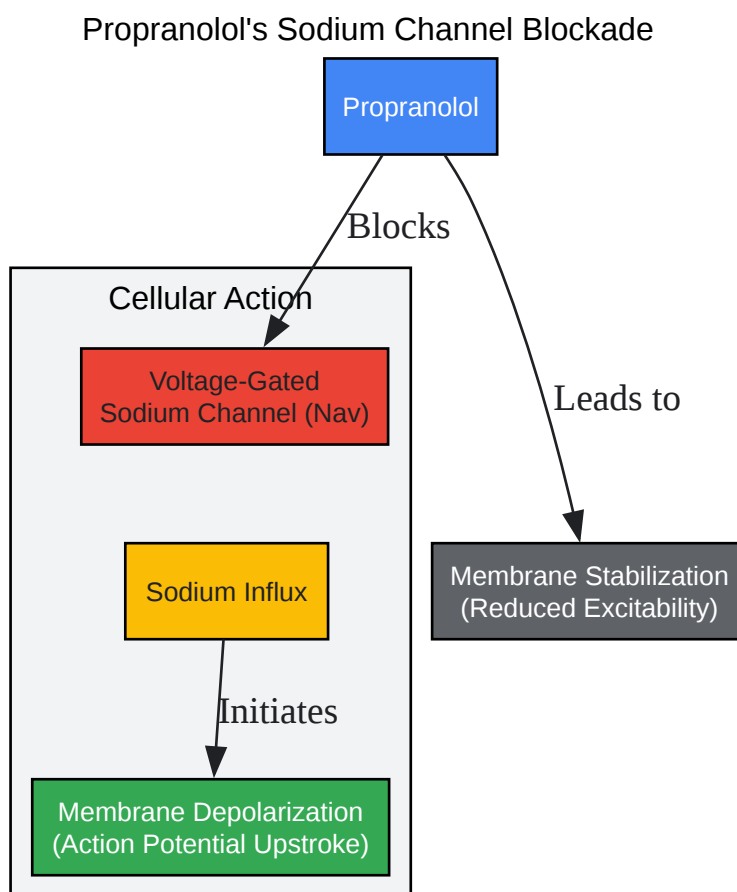 Propranolol's Sodium Channel Blockade
Propranolol
Blocks
Cellular Action
Voltage-Gated
Sodium Channel (Nav)
Leads to
Sodium Influx
Membrane Stabilization
(Reduced Excitability)
Initiates
Membrane Depolarization
(Action Potential Upstroke)